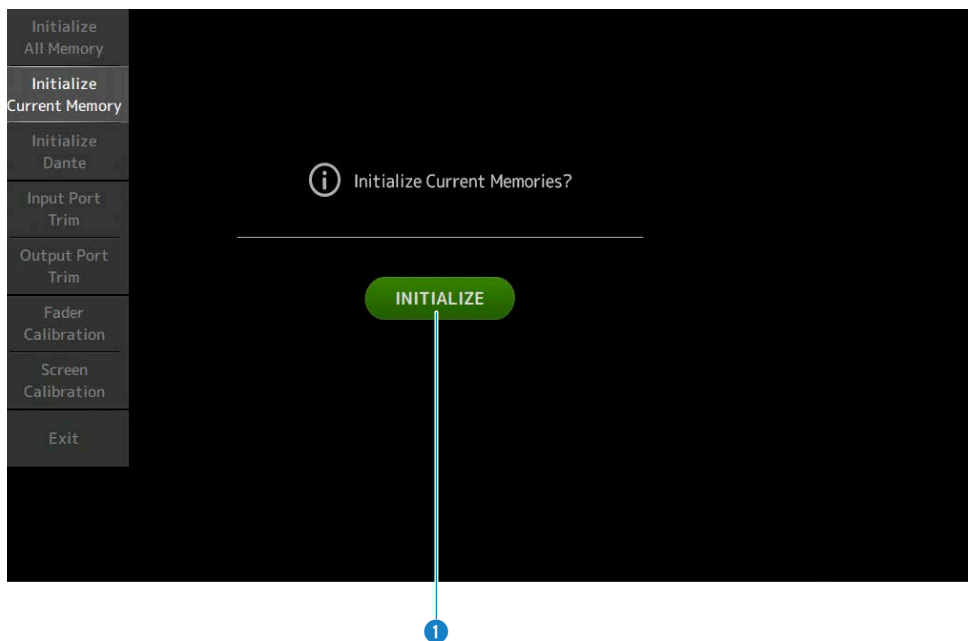 Initialize
All Memory
Initialize
Current Memory
Initialize
Dante
Input Port
Trim
Output Port
Trim
Fader
Calibration
Screen
Calibration
Exit
Initialize Current Memories?
INITIALIZE
1